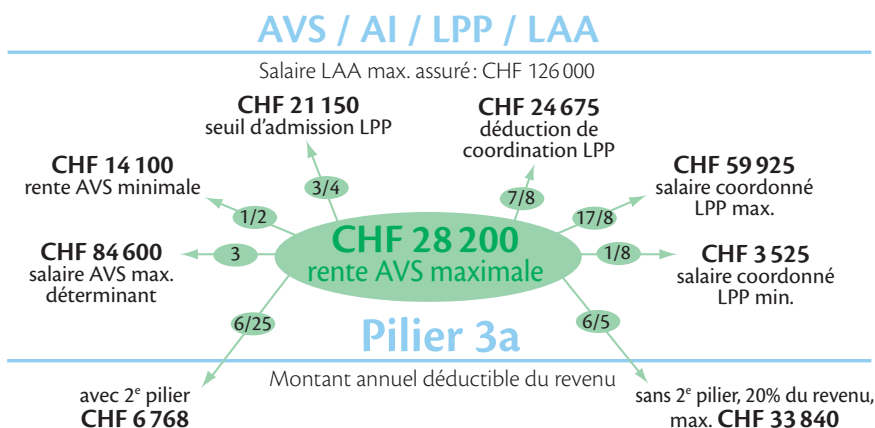 AVS / AI / LPP / LAA
Salaire LAA max. assuré : CHF 126 000
CHF 21 150
seuil d'admission LPP
CHF 24 675
déduction de
coordination LPP
CHF 14 100
rente AVS minimale
CHF 59 925
salaire coordonné
LPP max.
3/4
7/8
1/2
17/8
CHF 28 200
rente AVS maximale
CHF 84 600
salaire AVS max.
déterminant
3
1/8
CHF 3 525
salaire coordonné
LPP min.
6/25
6/5
Pilier 3a
Montant annuel déductible du revenu
avec 2e pilier
CHF 6 768
sans 2e pilier, 20% du revenu,
max. CHF 33 840